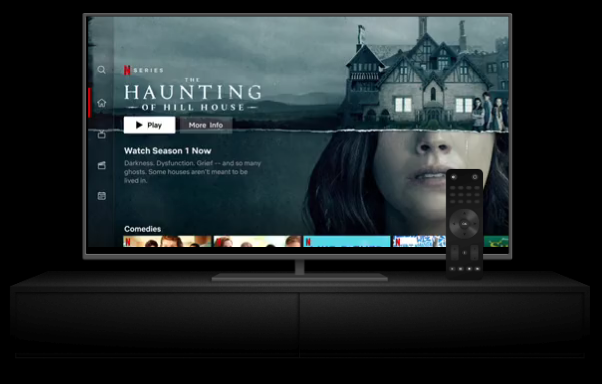 N SERIES
THE
HAUNTING
OF HILL HOUSE
Play
More Info
Watch Season 1 Now
Darkness. Dysfunction. Grief — and so many
ghosts. Some houses aren't meant to be
lived in.
Comedies
N
N
N
N